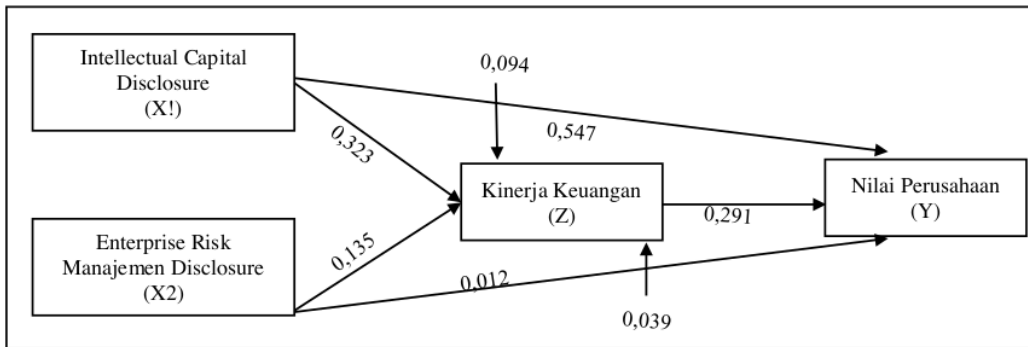 Intellectual Capital
Disclosure
(X!)
0,094
0,547
0,323
Kinerja Keuangan
(Z)
0,291
Nilai Perusahaan
(Y)
Enterprise Risk
Manajemen Disclosure
(X2)
0,135
0,012
0,039